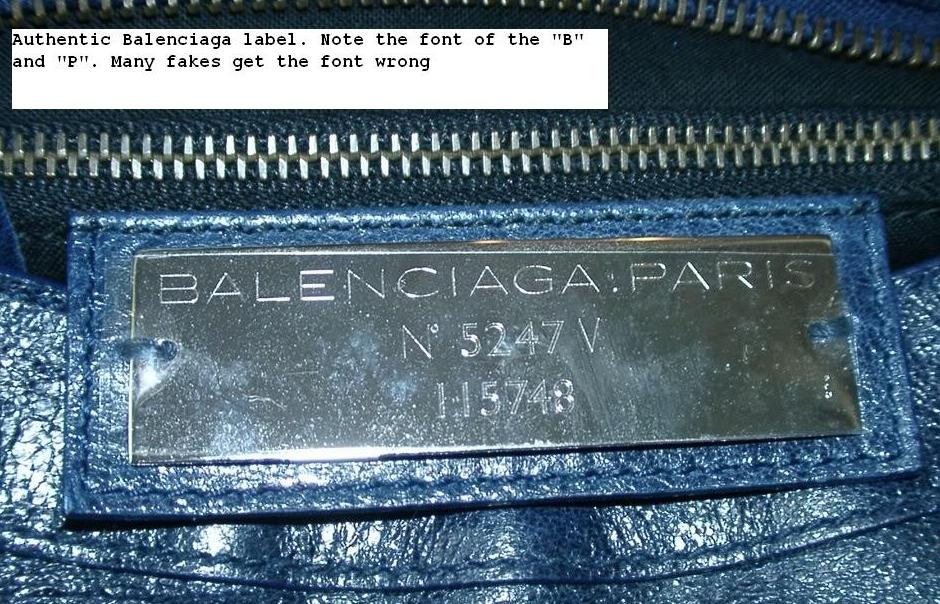 Authentic Balenciaga label. Note the font of the "B"
and "P". Many fakes get the font wrong
BALENCIAGA.PARIS
N° 5247 V
115748